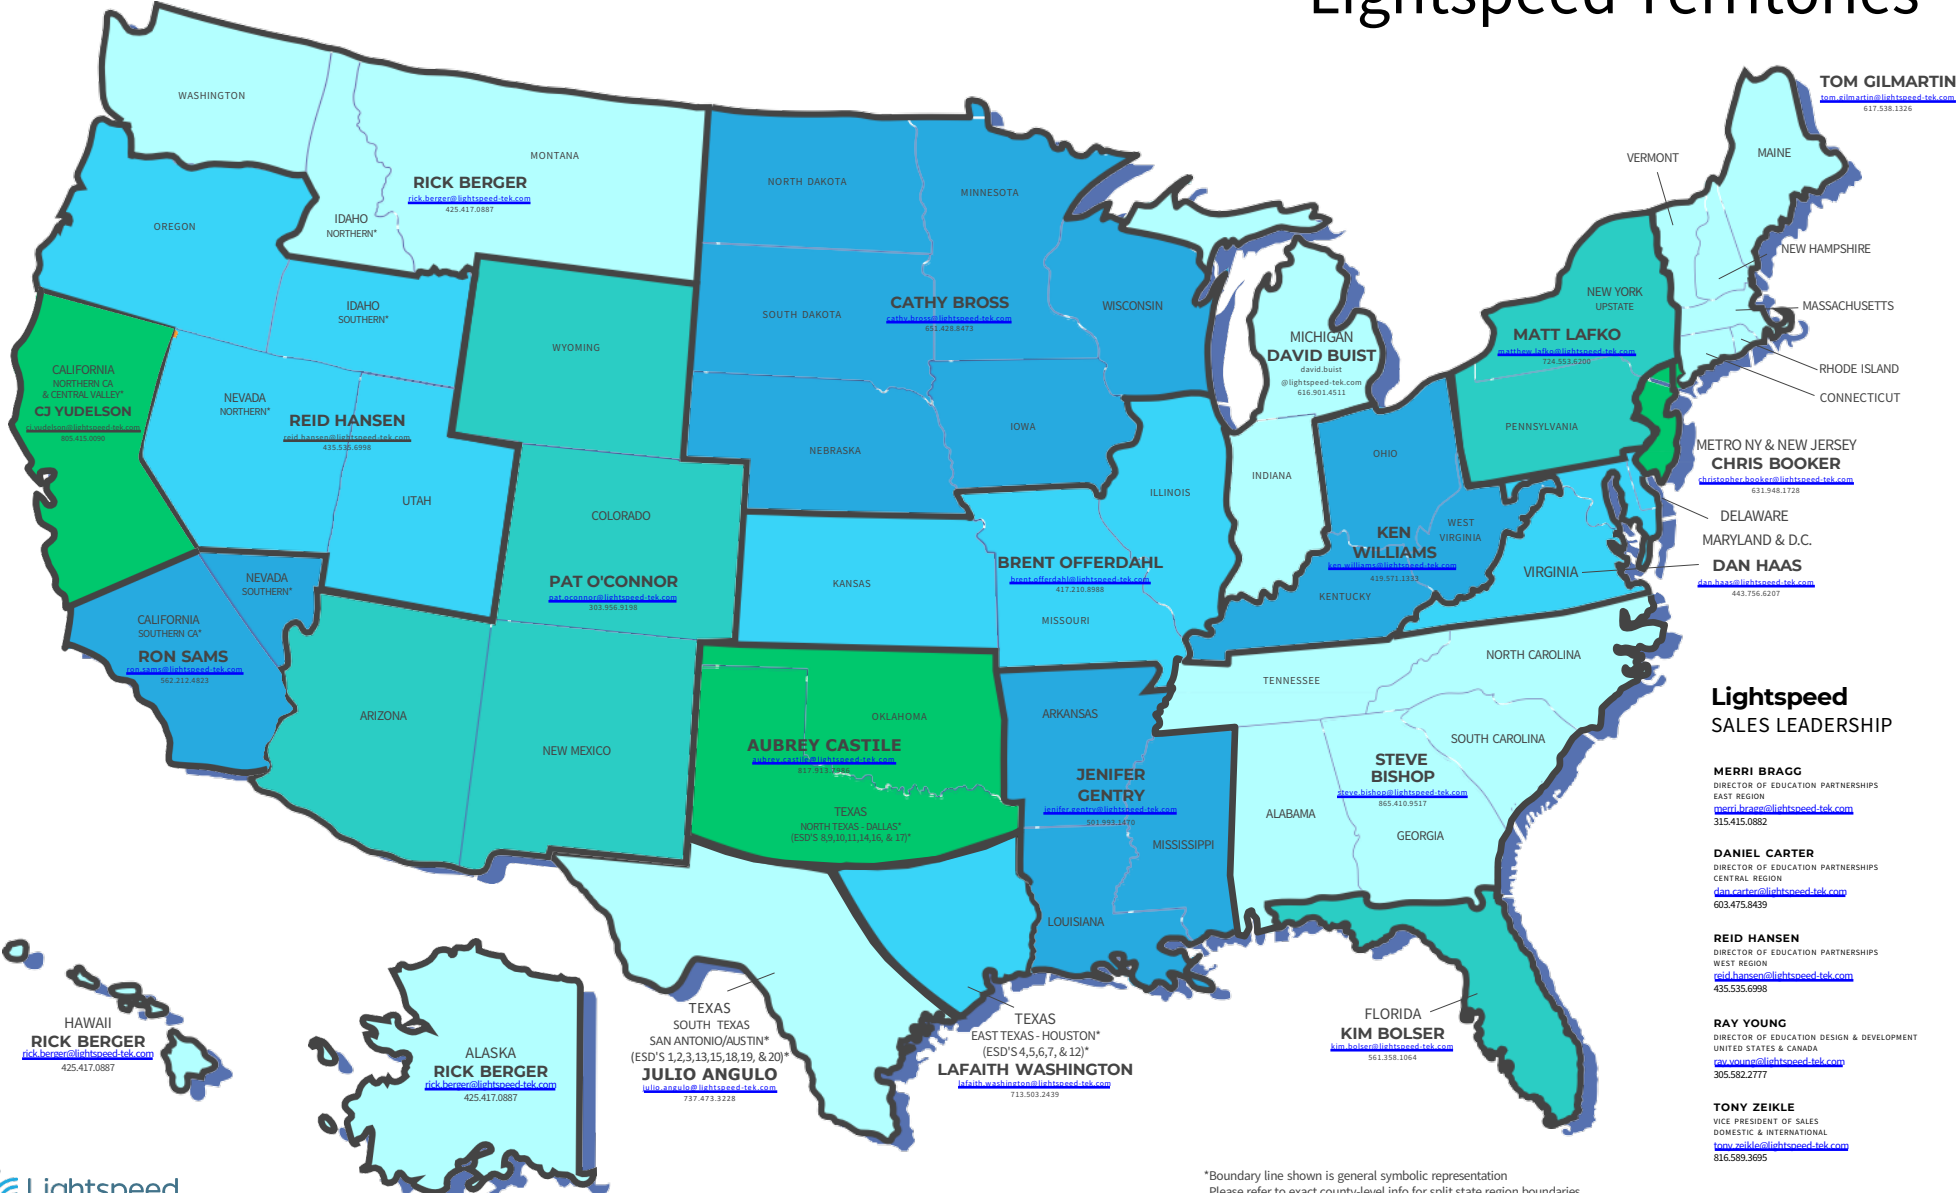 Lightspeed Territories
WASHINGTON
MONTANA
RICK BERGER
rick.berger@lightspeed-tek.com
425.417.0887
IDAHO
NORTHERN*
OREGON
IDAHO
SOUTHERN*
WYOMING
CALIFORNIA
NORTHERN CA
& CENTRAL VALLEY*
CJ YUDELSON
cj.yudelson@lightspeed-tek.com
805.415.0090
NEVADA
NORTHERN*
REID HANSEN
reid.hansen@lightspeed-tek.com
435.535.6998
UTAH
COLORADO
PAT O'CONNOR
pat.oconnor@lightspeed-tek.com
303.956.9198
NEVADA
SOUTHERN*
CALIFORNIA
SOUTHERN CA*
RON SAMS
ron.sams@lightspeed-tek.com
562.212.4823
ARIZONA
NEW MEXICO
NORTH DAKOTA
MINNESOTA
SOUTH DAKOTA
CATHY BROSS
cathy.bross@lightspeed-tek.com
651.428.8473
WISCONSIN
NEBRASKA
IOWA
KANSAS
ILLINOIS
BRENT OFFERDAHL
brent.offerdahl@lightspeed-tek.com
417.210.8988
MISSOURI
OKLAHOMA
AUBREY CASTILE
aubrey.castile@lightspeed-tek.com
TEXAS
NORTH TEXAS - DALLAS*
(ESD'S 8,9,10,11,14,16, & 17)*
ARKANSAS
JENIFER
GENTRY
jenifer.gentry@lightspeed-tek.com
501.993.1470
MISSISSIPPI
LOUISIANA
MICHIGAN
DAVID BUIST
david.buist
@lightspeed-tek.com
616.901.4511
INDIANA
OHIO
KEN
WILLIAMS
ken.williams@lightspeed-tek.com
419.571.1333
WEST
VIRGINIA
KENTUCKY
TENNESSEE
NORTH CAROLINA
SOUTH CAROLINA
STEVE
BISHOP
steve.bishop@lightspeed-tek.com
865.410.9517
ALABAMA
GEORGIA
FLORIDA
KIM BOLSER
kim.bolser@lightspeed-tek.com
561.358.1064
NEW YORK
UPSTATE
MATT LAFKO
matthew.lafko@lightspeed-tek.com
724.553.6200
PENNSYLVANIA
TOM GILMARTIN
tom.gilmartin@lightspeed-tek.com
617.538.1326
VERMONT
MAINE
NEW HAMPSHIRE
MASSACHUSETTS
RHODE ISLAND
CONNECTICUT
METRO NY & NEW JERSEY
CHRIS BOOKER
christopher.booker@lightspeed-tek.com
631.948.1728
DELAWARE
MARYLAND & D.C.
VIRGINIA
DAN HAAS
dan.haas@lightspeed-tek.com
443.756.6207
HAWAII
RICK BERGER
rick.berger@lightspeed-tek.com
425.417.0887
ALASKA
RICK BERGER
rick.berger@lightspeed-tek.com
425.417.0887
TEXAS
SOUTH TEXAS
SAN ANTONIO/AUSTIN*
(ESD'S 1,2,3,13,15,18,19, & 20)*
JULIO ANGULO
julio.angulo@lightspeed-tek.com
737.473.3228
TEXAS
EAST TEXAS - HOUSTON*
(ESD'S 4,5,6,7, & 12)*
LAFAITH WASHINGTON
lafaith.washington@lightspeed-tek.com
713.503.2439
Lightspeed
SALES LEADERSHIP
MERRI BRAGG
DIRECTOR OF EDUCATION PARTNERSHIPS
EAST REGION
merri.bragg@lightspeed-tek.com
315.415.0882
DANIEL CARTER
DIRECTOR OF EDUCATION PARTNERSHIPS
CENTRAL REGION
dan.carter@lightspeed-tek.com
603.475.8439
REID HANSEN
DIRECTOR OF EDUCATION PARTNERSHIPS
WEST REGION
reid.hansen@lightspeed-tek.com
435.535.6998
RAY YOUNG
DIRECTOR OF EDUCATION DESIGN & DEVELOPMENT
UNITED STATES & CANADA
ray.young@lightspeed-tek.com
305.582.2777
TONY ZEIKLE
VICE PRESIDENT OF SALES
DOMESTIC & INTERNATIONAL
tony.zeikle@lightspeed-tek.com
816.589.3695
*Boundary line shown is general symbolic representation
Please refer to exact county-level info for split state region boundaries
Lightspeed